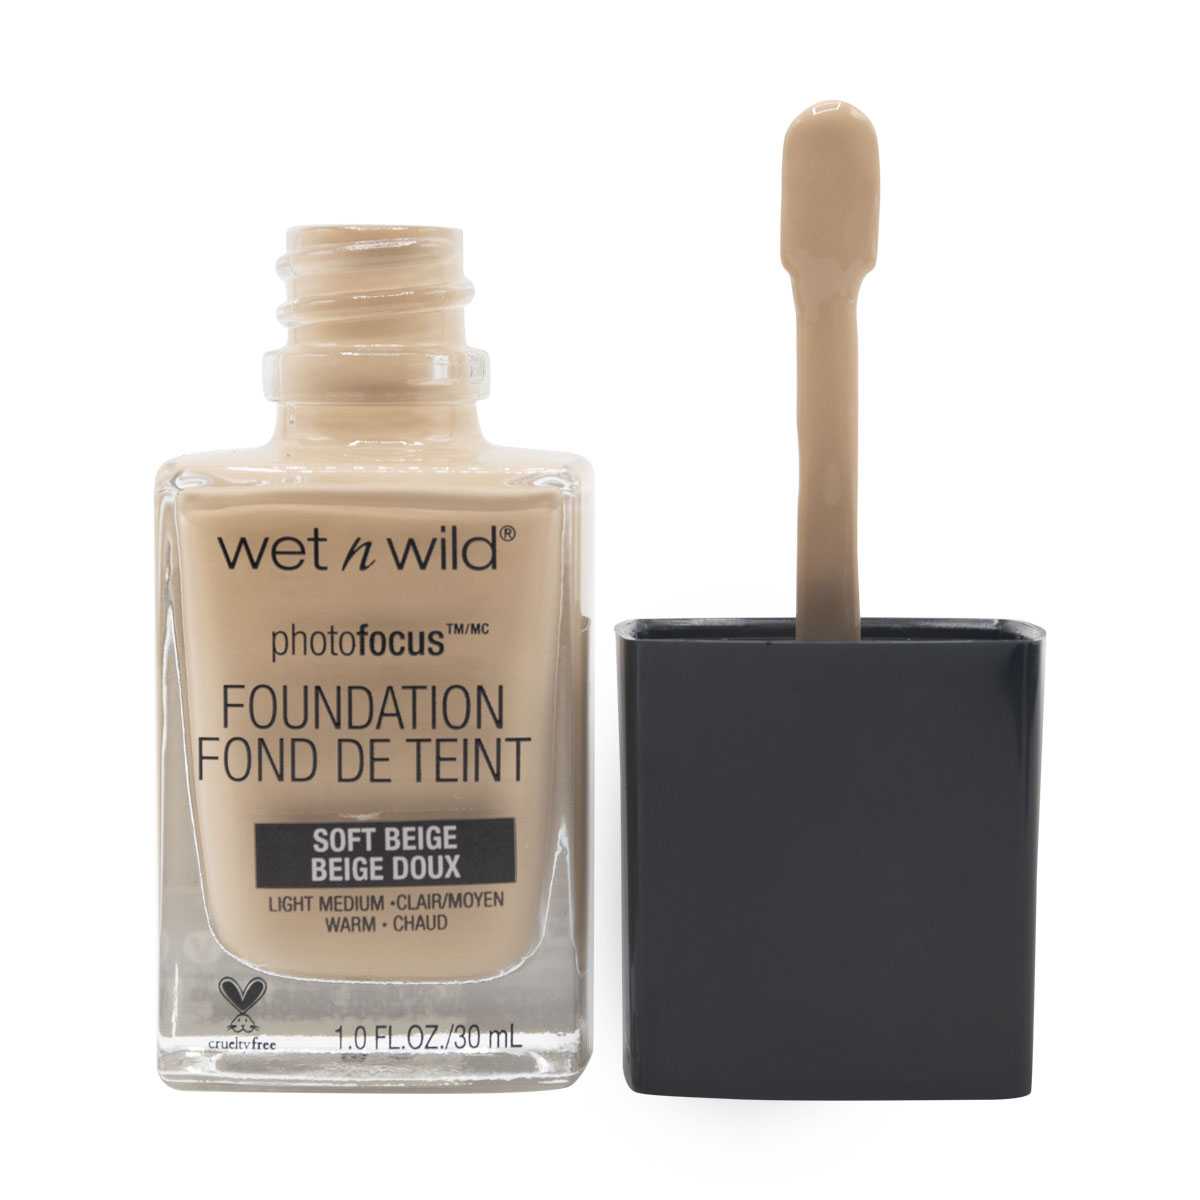 wet n wild®
photofocus™/MC
FOUNDATION
FOND DE TEINT
SOFT BEIGE
BEIGE DOUX
LIGHT MEDIUM •CLAIR/MOYEN
WARM • CHAUD
crueltyfree
1.0 FL.OZ./30 mL